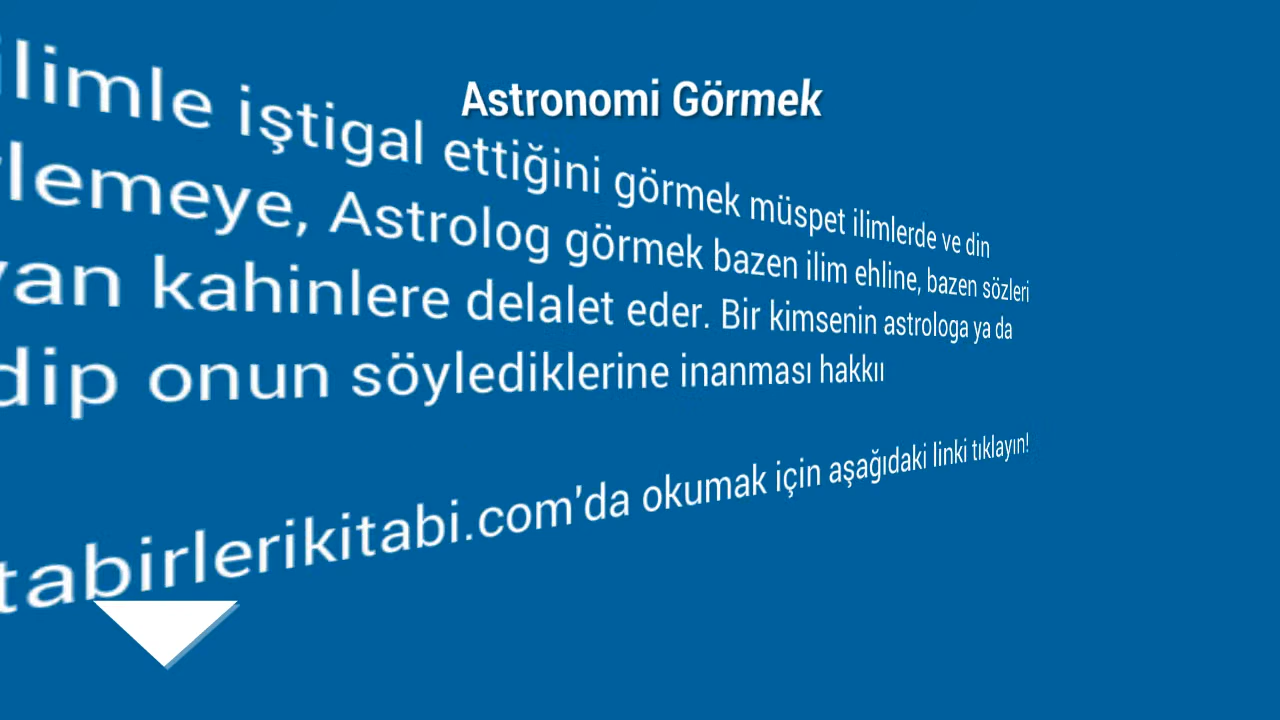 Astronomi Görmek
ilimle iştigal ettiğini görmek müspet ilimlerde ve din
lemeye, Astrolog görmek bazen ilim ehline, bazen sözleri
kahinlere delalet eder. Bir kimsenin astrologa ya da
dip onun söylediklerine inanması hakkıı
tabirlerikitabi.com'da okumak için aşağıdaki linki tıklayın!